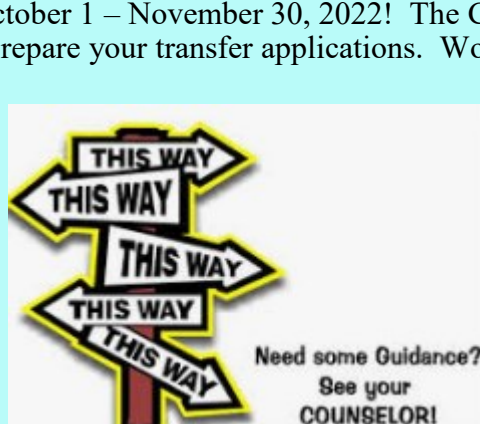 ctober 1 – November 30, 2022! The C
repare your transfer applications. Wo
THIS WAY
THIS WAY
THIS WAY
THIS WAY
THIS WAY
Need some Guidance?
See your
COUNSELOR!